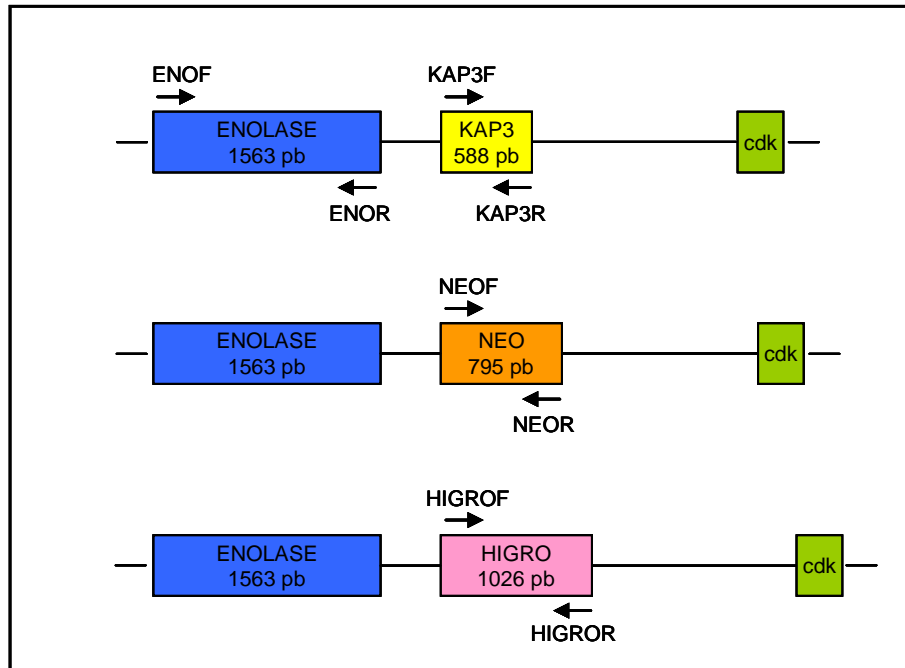 ENOF
KAP3F
ENOLASE
1563 pb
KAP3
588 pb
cdk
ENOR
KAP3R
NEOF
ENOLASE
1563 pb
NEO
795 pb
cdk
NEOR
HIGROF
ENOLASE
1563 pb
HIGRO
1026 pb
cdk
HIGROR